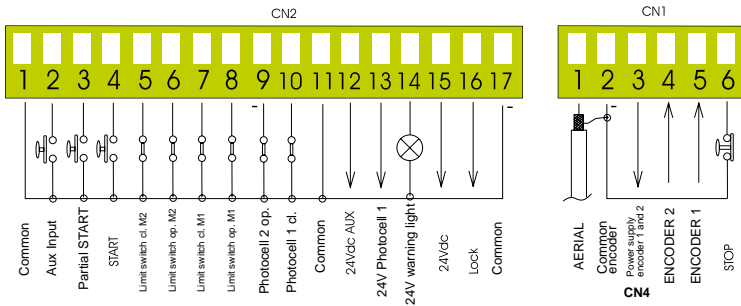 CN2
CN1
1 2 3 4 5 6 7 8 9 10 11 12 13 14 15 16 17
1 2 3 4 5 6
-
-
-
Common
Aux Input
Partial START
START
Limit switch cl. M2
Limit switch op. M2
Limit switch cl. M1
Limit switch op. M1
Photocell 2 op.
Photocell 1 cl.
Common
24Vdc AUX
24V Photocell 1
24V warning light
24Vdc
Lock
Common
AERIAL
Common
encoder
Power supply
encoder 1 and 2
ENCODER 2
ENCODER 1
STOP
CN4